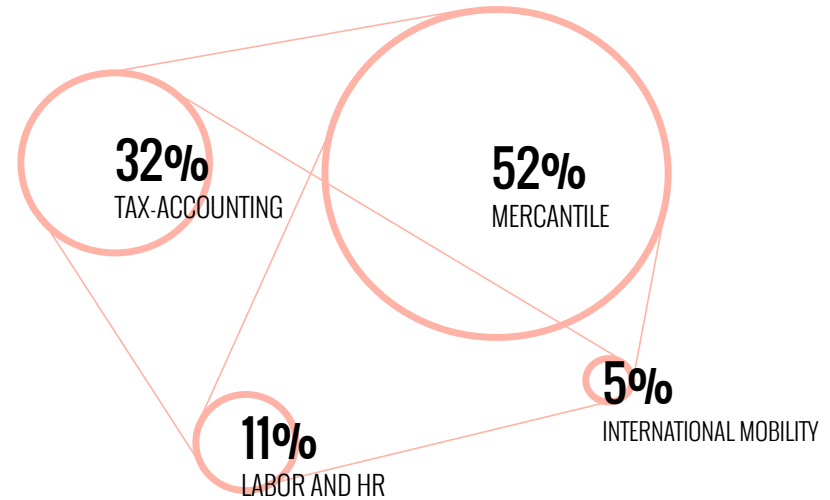 32%
TAX-ACCOUNTING
52%
MERCANTILE
11%
LABOR AND HR
5%
INTERNATIONAL MOBILITY